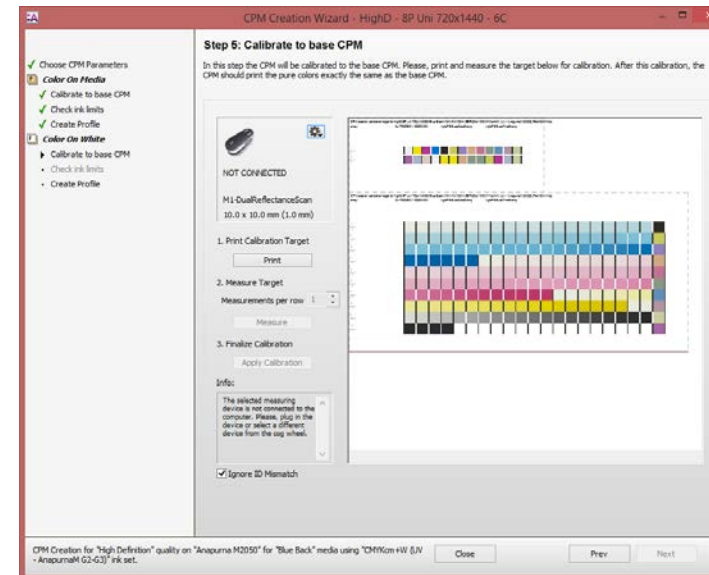 CPM Creation Wizard - HighD - 8P Uni 720x1440 - 6C
Choose CPM Parameters
Color On Media
Calibrate to base CPM
Check ink limits
Create Profile
Color On White
Calibrate to base CPM
Check ink limits
Create Profile
Step 5: Calibrate to base CPM
In this step the CPM will be calibrated to the base CPM. Please, print and measure the target below for calibration. After this calibration, the
CPM should print the pure colors exactly the same as the base CPM.
NOT CONNECTED
M1-DualReflectanceScan
10.0 x 10.0 mm (1.0 mm)
1. Print Calibration Target
Print
2. Measure Target
Measurements per row 1
Measure
3. Finalize Calibration
Apply Calibration
Info:
The selected measuring
device is not connected to the
computer. Please, plug in the
device or select a different
device from the cog wheel.
Ignore ID Mismatch
CPM Creation for "High Definition" quality on "Anapurna M2050" for "Blue Back" media using "CMYKcm+W (UV
- AnapurnaM G2-G3)" ink set.
Close
Prev
Next